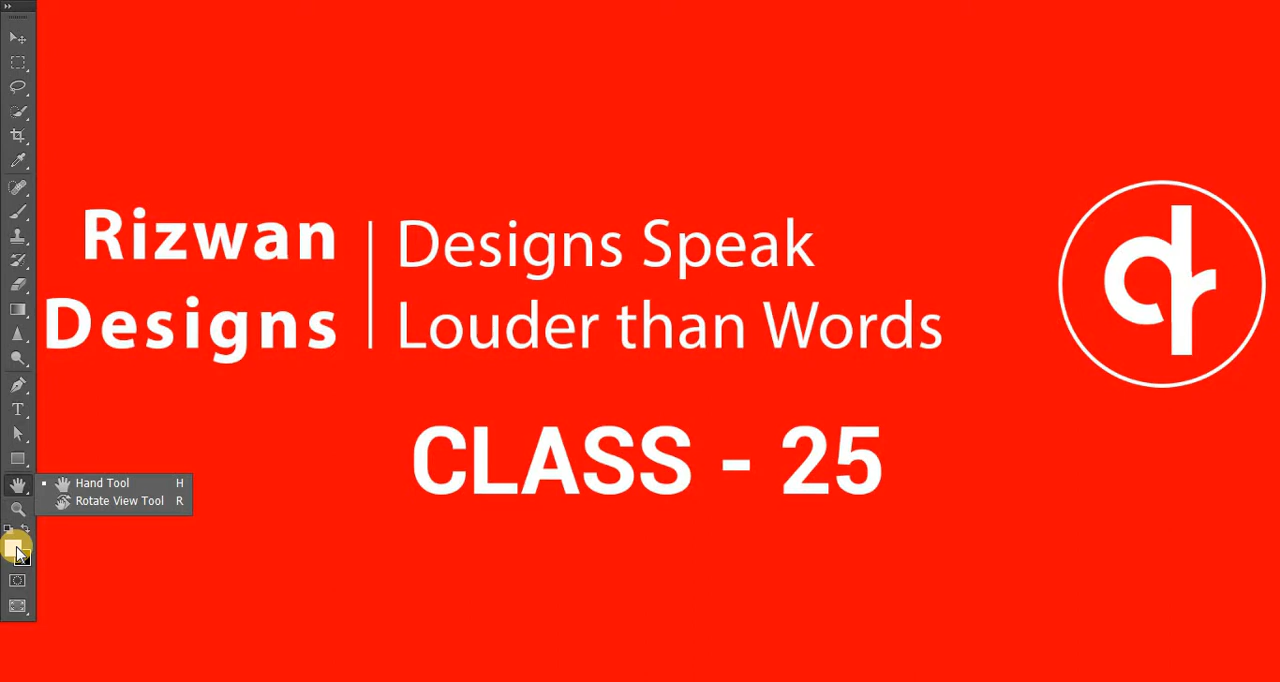 Rizwan
Designs
Designs Speak
Louder than Words
CLASS - 25
Hand Tool H
Rotate View Tool R